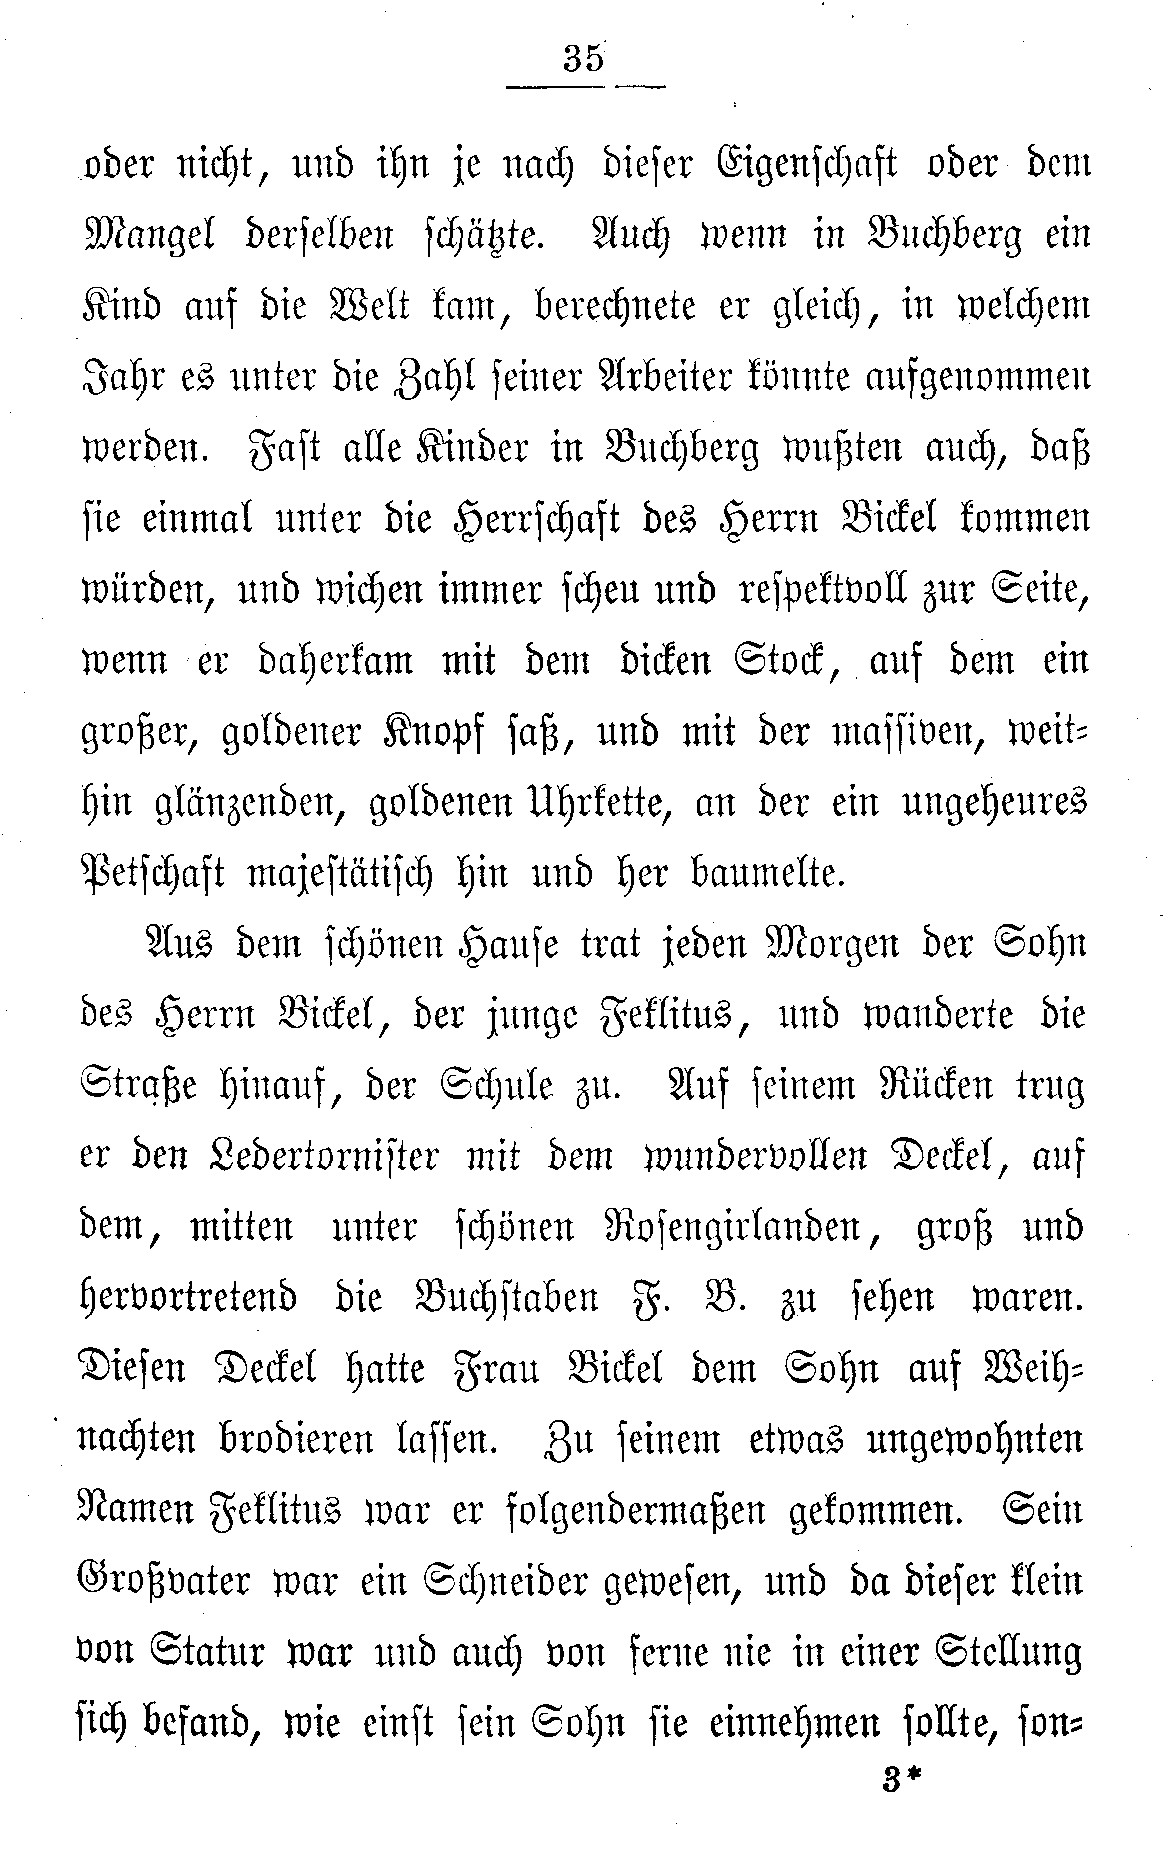 35
oder nicht, und ihn je nach dieser Eigenschaft oder dem
Mangel derselben schätzte. Auch wenn in Buchberg ein
Kind auf die Welt kam, berechnete er gleich, in welchem
Jahr es unter die Zahl seiner Arbeiter könnte aufgenommen
werden. Fast alle Kinder in Buchberg wußten auch, daß
sie einmal unter die Herrschaft des Herrn Bickel kommen
würden, und wichen immer scheu und respektvoll zur Seite,
wenn er daherkam mit dem dicken Stock, auf dem ein
großer, goldener Knopf saß, und mit der massiven, weit-
hin glänzenden, goldenen Uhrkette, an der ein ungeheures
Petschaft majestätisch hin und her baumelte.
Aus dem schönen Hause trat jeden Morgen der Sohn
des Herrn Bickel, der junge Feklitus, und wanderte die
Straße hinauf, der Schule zu. Auf seinem Rücken trug
er den Ledertornister mit dem wundervollen Deckel, auf
dem, mitten unter schönen Rosengirlanden, groß und
hervortretend die Buchstaben F. B. zu sehen waren.
Diesen Deckel hatte Frau Bickel dem Sohn auf Weih-
nachten brodieren lassen. Zu seinem etwas ungewohnten
Namen Feklitus war er folgendermaßen gekommen. Sein
Großvater war ein Schneider gewesen, und da dieser klein
von Statur war und auch von ferne nie in einer Stellung
sich befand, wie einst sein Sohn sie einnehmen sollte, son-
3*